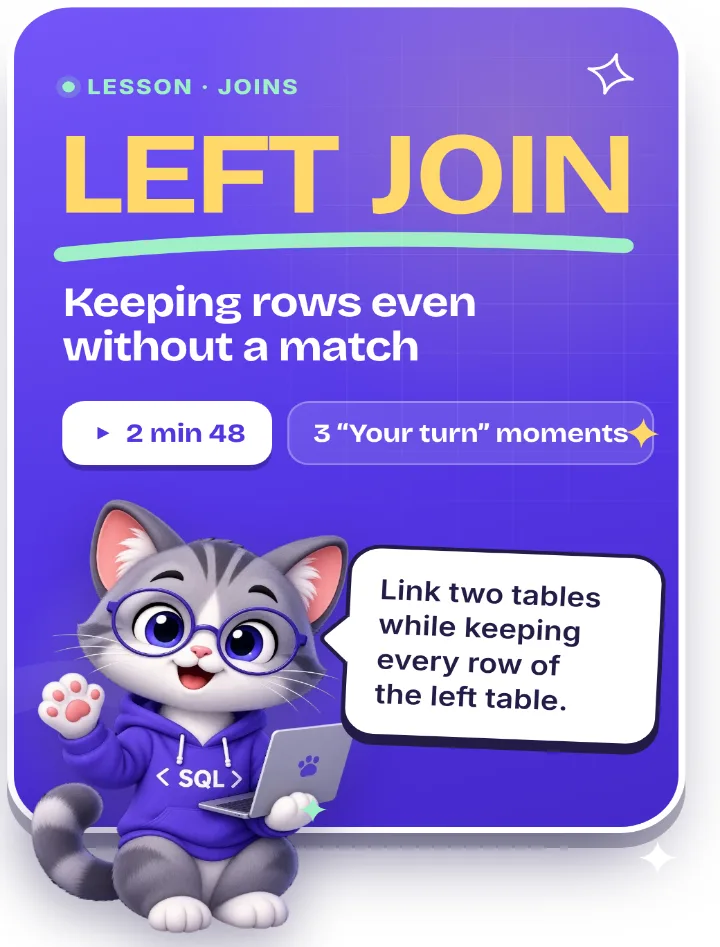 LESSON · JOINS
LEFT JOIN
Keeping rows even
without a match
2 min 48
3 “Your turn” moments
Link two tables
while keeping
every row of
the left table.
< SQL >